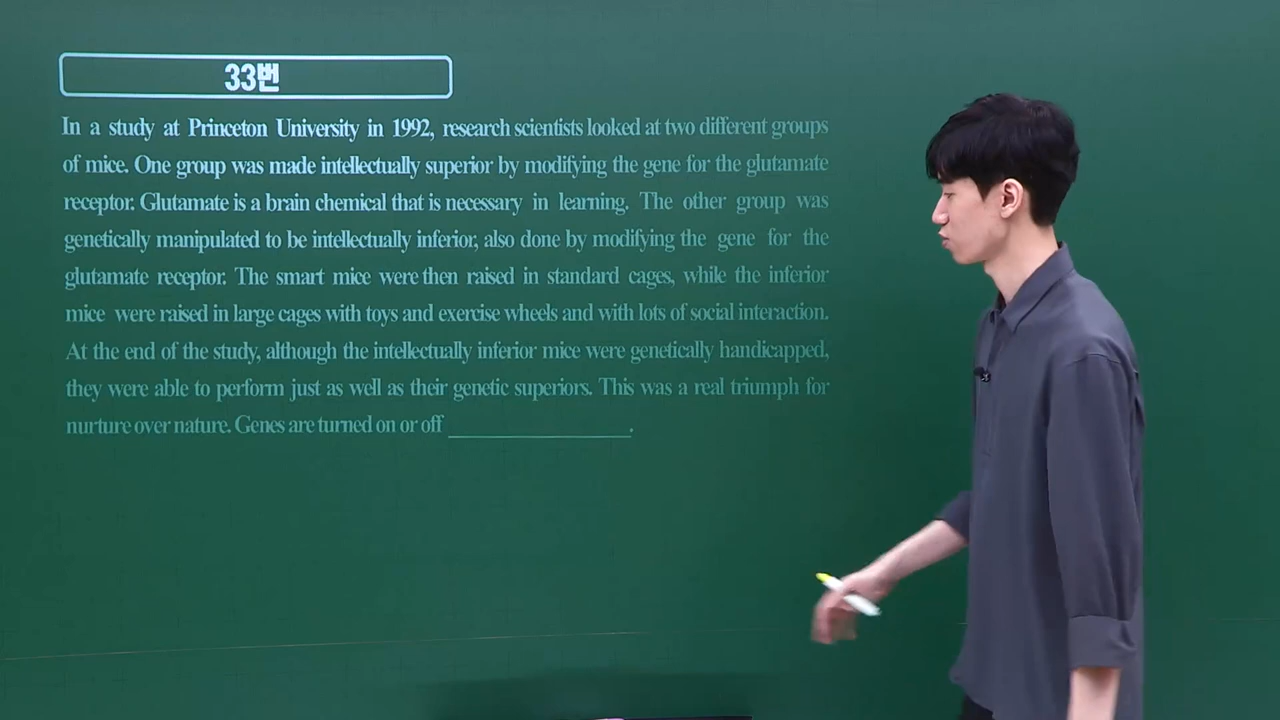 33번
In a study at Princeton University in 1992, research scientists looked at two different groups
of mice. One group was made intellectually superior by modifying the gene for the glutamate
receptor. Glutamate is a brain chemical that is necessary in learning. The other group was
genetically manipulated to be intellectually inferior, also done by modifying the gene for the
glutamate receptor. The smart mice were then raised in standard cages, while the inferior
mice were raised in large cages with toys and exercise wheels and with lots of social interaction.
At the end of the study, although the intellectually inferior mice were genetically handicapped,
they were able to perform just as well as their genetic superiors. This was a real triumph for
nurture over nature. Genes are turned on or off ____________.